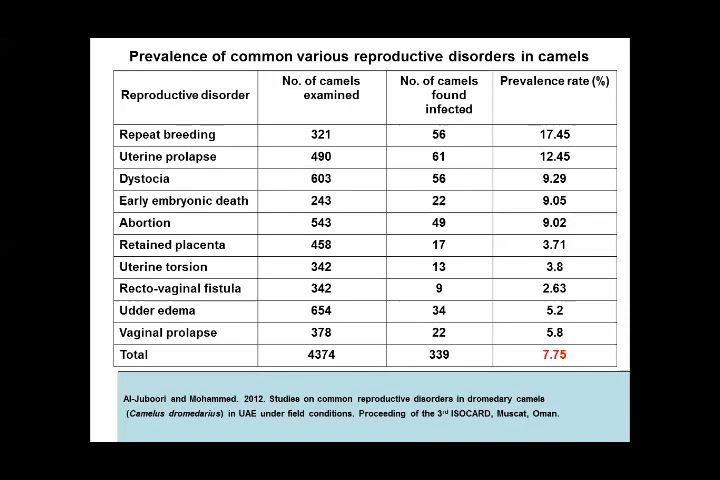 Prevalence of common various reproductive disorders in camels
Reproductive disorder No. of camels examined No. of camels found infected Prevalence rate (%)
Repeat breeding 321 56 17.45
Uterine prolapse 490 61 12.45
Dystocia 603 56 9.29
Early embryonic death 243 22 9.05
Abortion 543 49 9.02
Retained placenta 458 17 3.71
Uterine torsion 342 13 3.8
Recto-vaginal fistula 342 9 2.63
Udder edema 654 34 5.2
Vaginal prolapse 378 22 5.8
Total 4374 339 7.75
Al-Juboori and Mohammed. 2012. Studies on common reproductive disorders in dromedary camels
(Camelus dromedarius) in UAE under field conditions. Proceeding of the 3rd ISOCARD, Muscat, Oman.